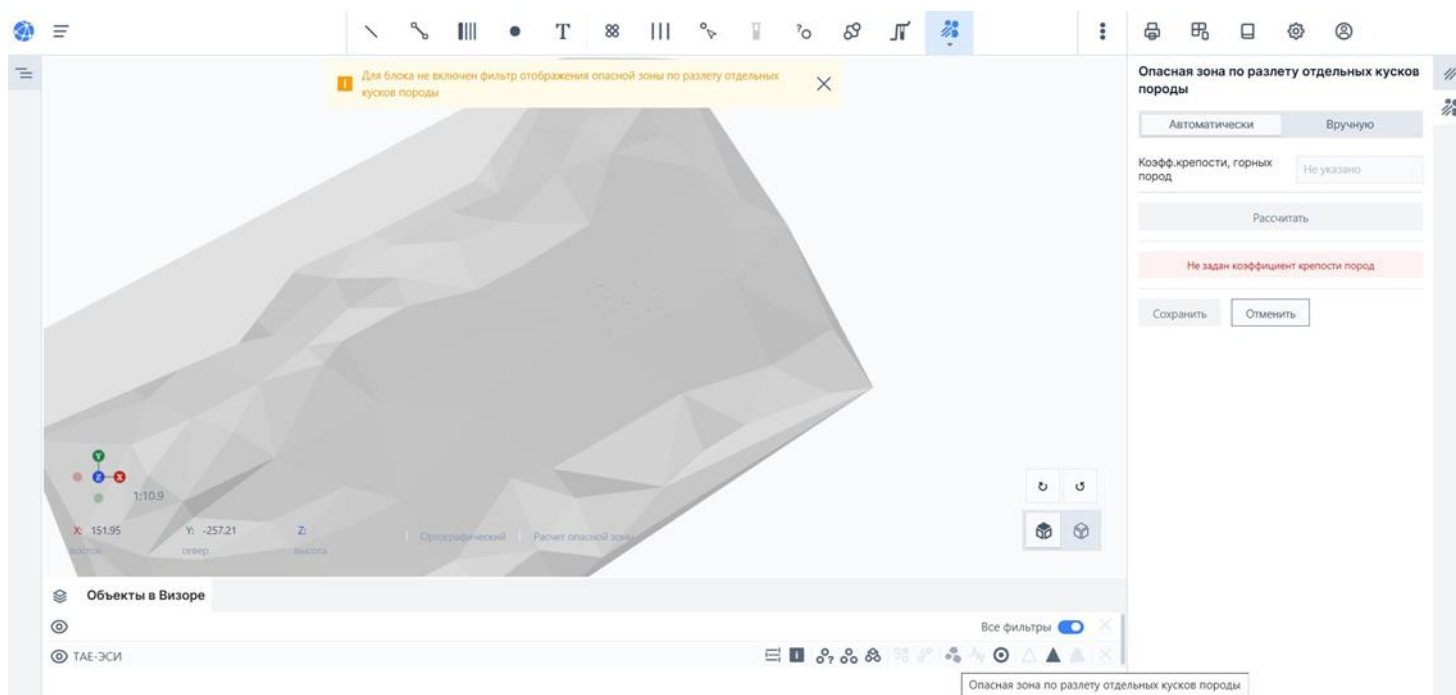 T
?
Для блока не включен фильтр отображения опасной зоны по разлету отдельных
кусков породы
Опасная зона по разлету отдельных кусков
породы
Автоматически
Вручную
Коэфф.крепости, горных
пород
Не указано
Рассчитать
Не задан коэффициент крепости пород
Сохранить
Отменить
Y
Z
X
1:10.9
X: 151.95
Y: -257.21
Z:
восток
север
высота
Ортографический
Расчет опасной зоны
Объекты в Визоре
Все фильтры
ТАЕ-ЭСИ
Опасная зона по разлету отдельных кусков породы